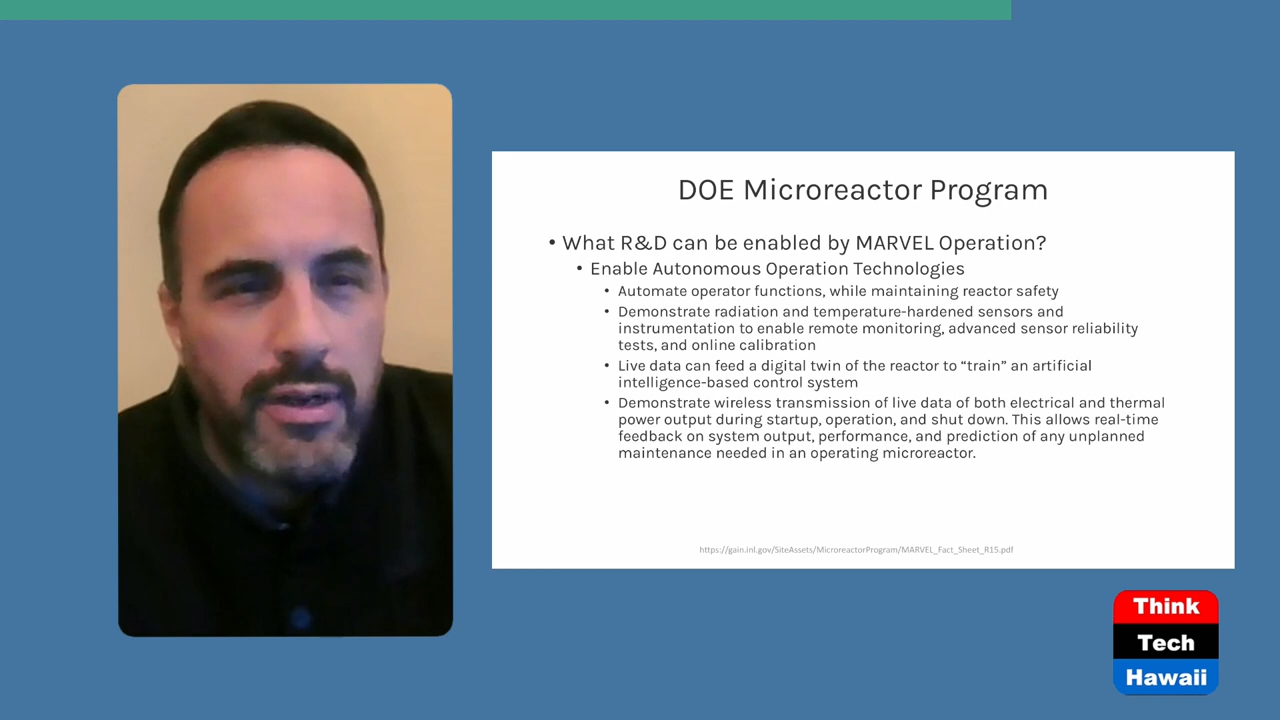 DOE Microreactor Program
• What R&D can be enabled by MARVEL Operation?
• Enable Autonomous Operation Technologies
• Automate operator functions, while maintaining reactor safety
• Demonstrate radiation and temperature-hardened sensors and
instrumentation to enable remote monitoring, advanced sensor reliability
tests, and online calibration
• Live data can feed a digital twin of the reactor to “train” an artificial
intelligence-based control system
• Demonstrate wireless transmission of live data of both electrical and thermal
power output during startup, operation, and shut down. This allows real-time
feedback on system output, performance, and prediction of any unplanned
maintenance needed in an operating microreactor.
https://gain.inl.gov/SiteAssets/MicroreactorProgram/MARVEL_Fact_Sheet_R15.pdf
Think
Tech
Hawaii